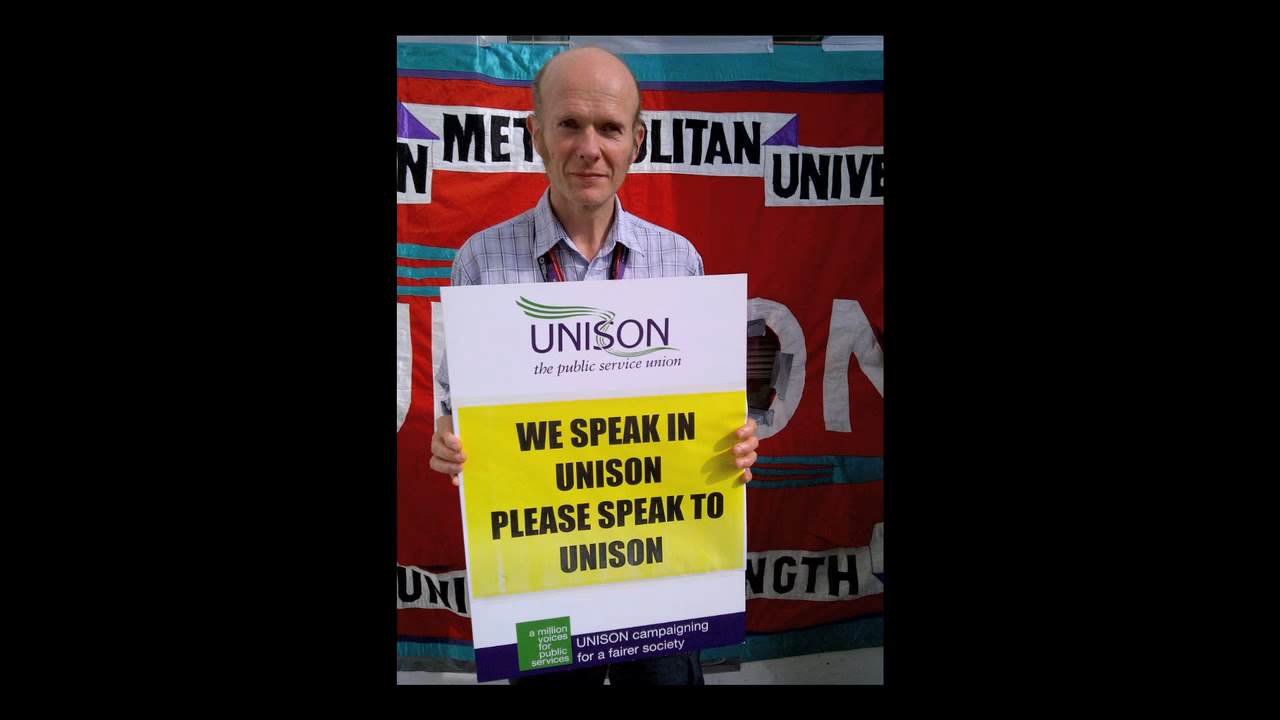 N MET OLITAN UNIVE
UNISON
the public service union
WE SPEAK IN
UNISON
PLEASE SPEAK TO
UNISON
UNI NGTH
a million
voices
for
public
services
UNISON campaigning
for a fairer society